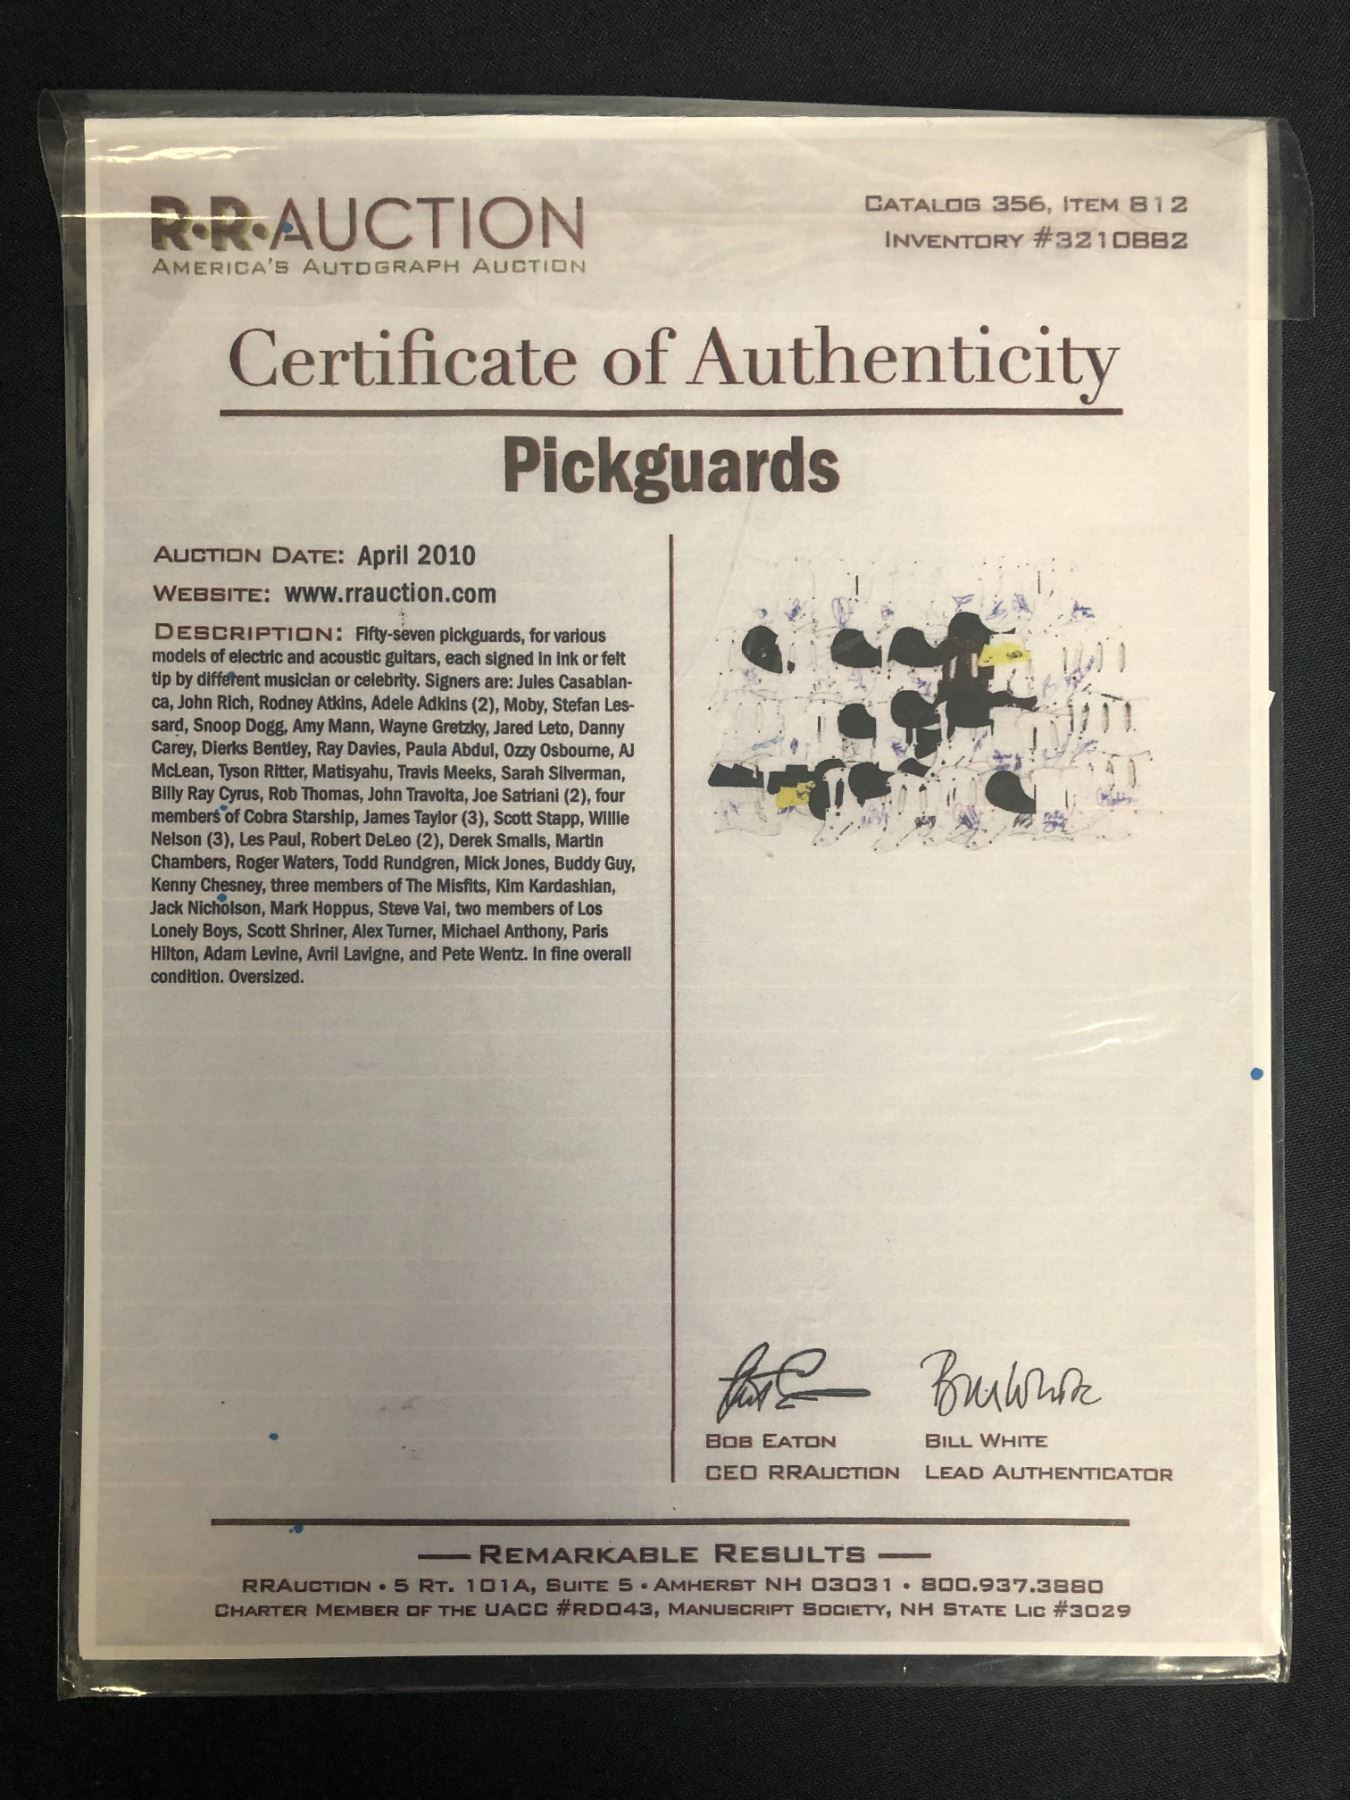 R·R·AUCTION
AMERICA'S AUTOGRAPH AUCTION
CATALOG 356, ITEM 812
INVENTORY #3210882
Certificate of Authenticity
Pickguards
AUCTION DATE: April 2010
WEBSITE: www.rrauction.com
DESCRIPTION: Fifty-seven pickguards, for various
models of electric and acoustic guitars, each signed in ink or felt
tip by different musician or celebrity. Signers are: Jules Casablan-
ca, John Rich, Rodney Atkins, Adele Adkins (2), Moby, Stefan Les-
sard, Snoop Dogg, Amy Mann, Wayne Gretzky, Jared Leto, Danny
Carey, Dierks Bentley, Ray Davies, Paula Abdul, Ozzy Osbourne, AJ
McLean, Tyson Ritter, Matisyahu, Travis Meeks, Sarah Silverman,
Billy Ray Cyrus, Rob Thomas, John Travolta, Joe Satriani (2), four
members of Cobra Starship, James Taylor (3), Scott Stapp, Willie
Nelson (3), Les Paul, Robert DeLeo (2), Derek Smalls, Martin
Chambers, Roger Waters, Todd Rundgren, Mick Jones, Buddy Guy,
Kenny Chesney, three members of The Misfits, Kim Kardashian,
Jack Nicholson, Mark Hoppus, Steve Vai, two members of Los
Lonely Boys, Scott Shriner, Alex Turner, Michael Anthony, Paris
Hilton, Adam Levine, Avril Lavigne, and Pete Wentz. In fine overall
condition. Oversized.
Bill White
BOB EATON BILL WHITE
CEO RRAUCTION LEAD AUTHENTICATOR
— REMARKABLE RESULTS —
RRAUCTION • 5 RT. 101A, SUITE 5 • AMHERST NH 03031 • 800.937.3880
CHARTER MEMBER OF THE UACC #RD043, MANUSCRIPT SOCIETY, NH STATE LIC #3029